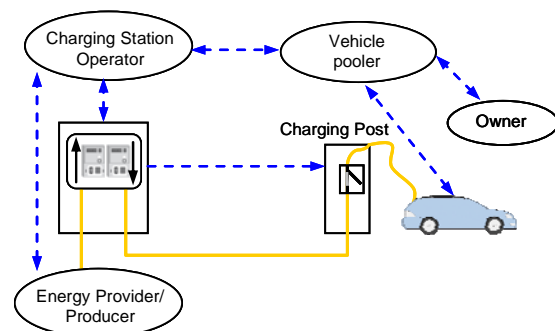 Charging Station
Operator
Vehicle
pooler
Owner
Charging Post
Energy Provider/
Producer